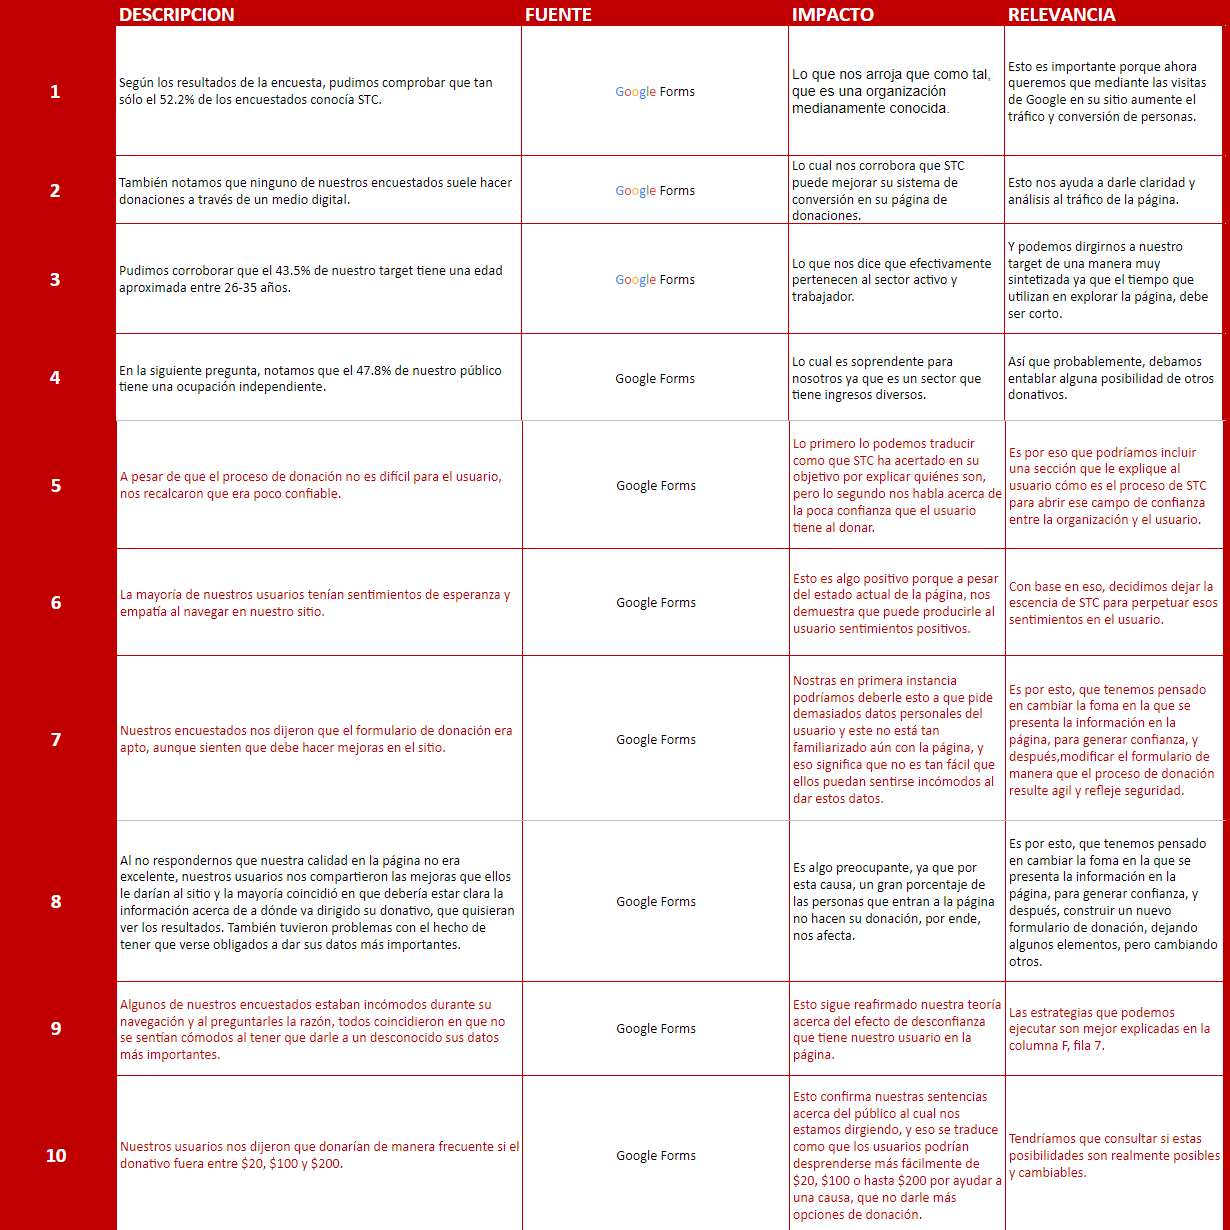 DESCRIPCION FUENTE IMPACTO RELEVANCIA
1
Según los resultados de la encuesta, pudimos comprobar que tan
sólo el 52.2% de los encuestados conocía STC.
Google Forms
Lo que nos arroja que como tal,
que es una organización
medianamente conocida.
Esto es importante porque ahora
queremos que mediante las visitas
de Google en su sitio aumente el
tráfico y conversión de personas.
2
También notamos que ninguno de nuestros encuestados suele hacer
donaciones a través de un medio digital.
Google Forms
Lo cual nos corrobora que STC
puede mejorar su sistema de
conversión en su página de
donaciones.
Esto nos ayuda a darle claridad y
análisis al tráfico de la página.
3
Pudimos corroborar que el 43.5% de nuestro target tiene una edad
aproximada entre 26-35 años.
Google Forms
Lo que nos dice que efectivamente
pertenecen al sector activo y
trabajador.
Y podemos dirgirnos a nuestro
target de una manera muy
sintetizada ya que el tiempo que
utilizan en explorar la página, debe
ser corto.
4
En la siguiente pregunta, notamos que el 47.8% de nuestro público
tiene una ocupación independiente.
Google Forms
Lo cual es soprendente para
nosotros ya que es un sector que
tiene ingresos diversos.
Así que probablemente, debamos
entablar alguna posibilidad de otros
donativos.
5
A pesar de que el proceso de donación no es difícil para el usuario,
nos recalcaron que era poco confiable.
Google Forms
Lo primero lo podemos traducir
como que STC ha acertado en su
objetivo por explicar quiénes son,
pero lo segundo nos habla acerca de
la poca confianza que el usuario
tiene al donar.
Es por eso que podríamos incluir
una sección que le explique al
usuario cómo es el proceso de STC
para abrir ese campo de confianza
entre la organización y el usuario.
6
La mayoría de nuestros usuarios tenían sentimientos de esperanza y
empatía al navegar en nuestro sitio.
Google Forms
Esto es algo positivo porque a pesar
del estado actual de la página, nos
demuestra que puede producirle al
usuario sentimientos positivos.
Con base en eso, decidimos dejar la
escencia de STC para perpetuar esos
sentimientos en el usuario.
7
Nuestros encuestados nos dijeron que el formulario de donación era
apto, aunque sienten que debe hacer mejoras en el sitio.
Google Forms
Nostras en primera instancia
podríamos deberle esto a que pide
demasiados datos personales del
usuario y este no está tan
familiarizado aún con la página, y
eso significa que no es tan fácil que
ellos puedan sentirse incómodos al
dar estos datos.
Es por esto, que tenemos pensado
en cambiar la foma en la que se
presenta la información en la
página, para generar confianza, y
después,modificar el formulario de
manera que el proceso de donación
resulte agil y refleje seguridad.
8
Al no respondernos que nuestra calidad en la página no era
excelente, nuestros usuarios nos compartieron las mejoras que ellos
le darían al sitio y la mayoría coincidió en que debería estar clara la
información acerca de a dónde va dirigido su donativo, que quisieran
ver los resultados. También tuvieron problemas con el hecho de
tener que verse obligados a dar sus datos más importantes.
Google Forms
Es algo preocupante, ya que por
esta causa, un gran porcentaje de
las personas que entran a la página
no hacen su donación, por ende,
nos afecta.
Es por esto, que tenemos pensado
en cambiar la foma en la que se
presenta la información en la
página, para generar confianza, y
después, construir un nuevo
formulario de donación, dejando
algunos elementos, pero cambiando
otros.
9
Algunos de nuestros encuestados estaban incómodos durante su
navegación y al preguntarles la razón, todos coincidieron en que no
se sentían cómodos al tener que darle a un desconocido sus datos
más importantes.
Google Forms
Esto sigue reafirmado nuestra teoría
acerca del efecto de desconfianza
que tiene nuestro usuario en la
página.
Las estrategias que podemos
ejecutar son mejor explicadas en la
columna F, fila 7.
10
Nuestros usuarios nos dijeron que donarían de manera frecuente si el
donativo fuera entre $20, $100 y $200.
Google Forms
Esto confirma nuestras sentencias
acerca del público al cual nos
estamos dirgiendo, y eso se traduce
como que los usuarios podrían
desprenderse más fácilmente de
$20, $100 o hasta $200 por ayudar a
una causa, que no darle más
opciones de donación.
Tendríamos que consultar si estas
posibilidades son realmente posibles
y cambiables.